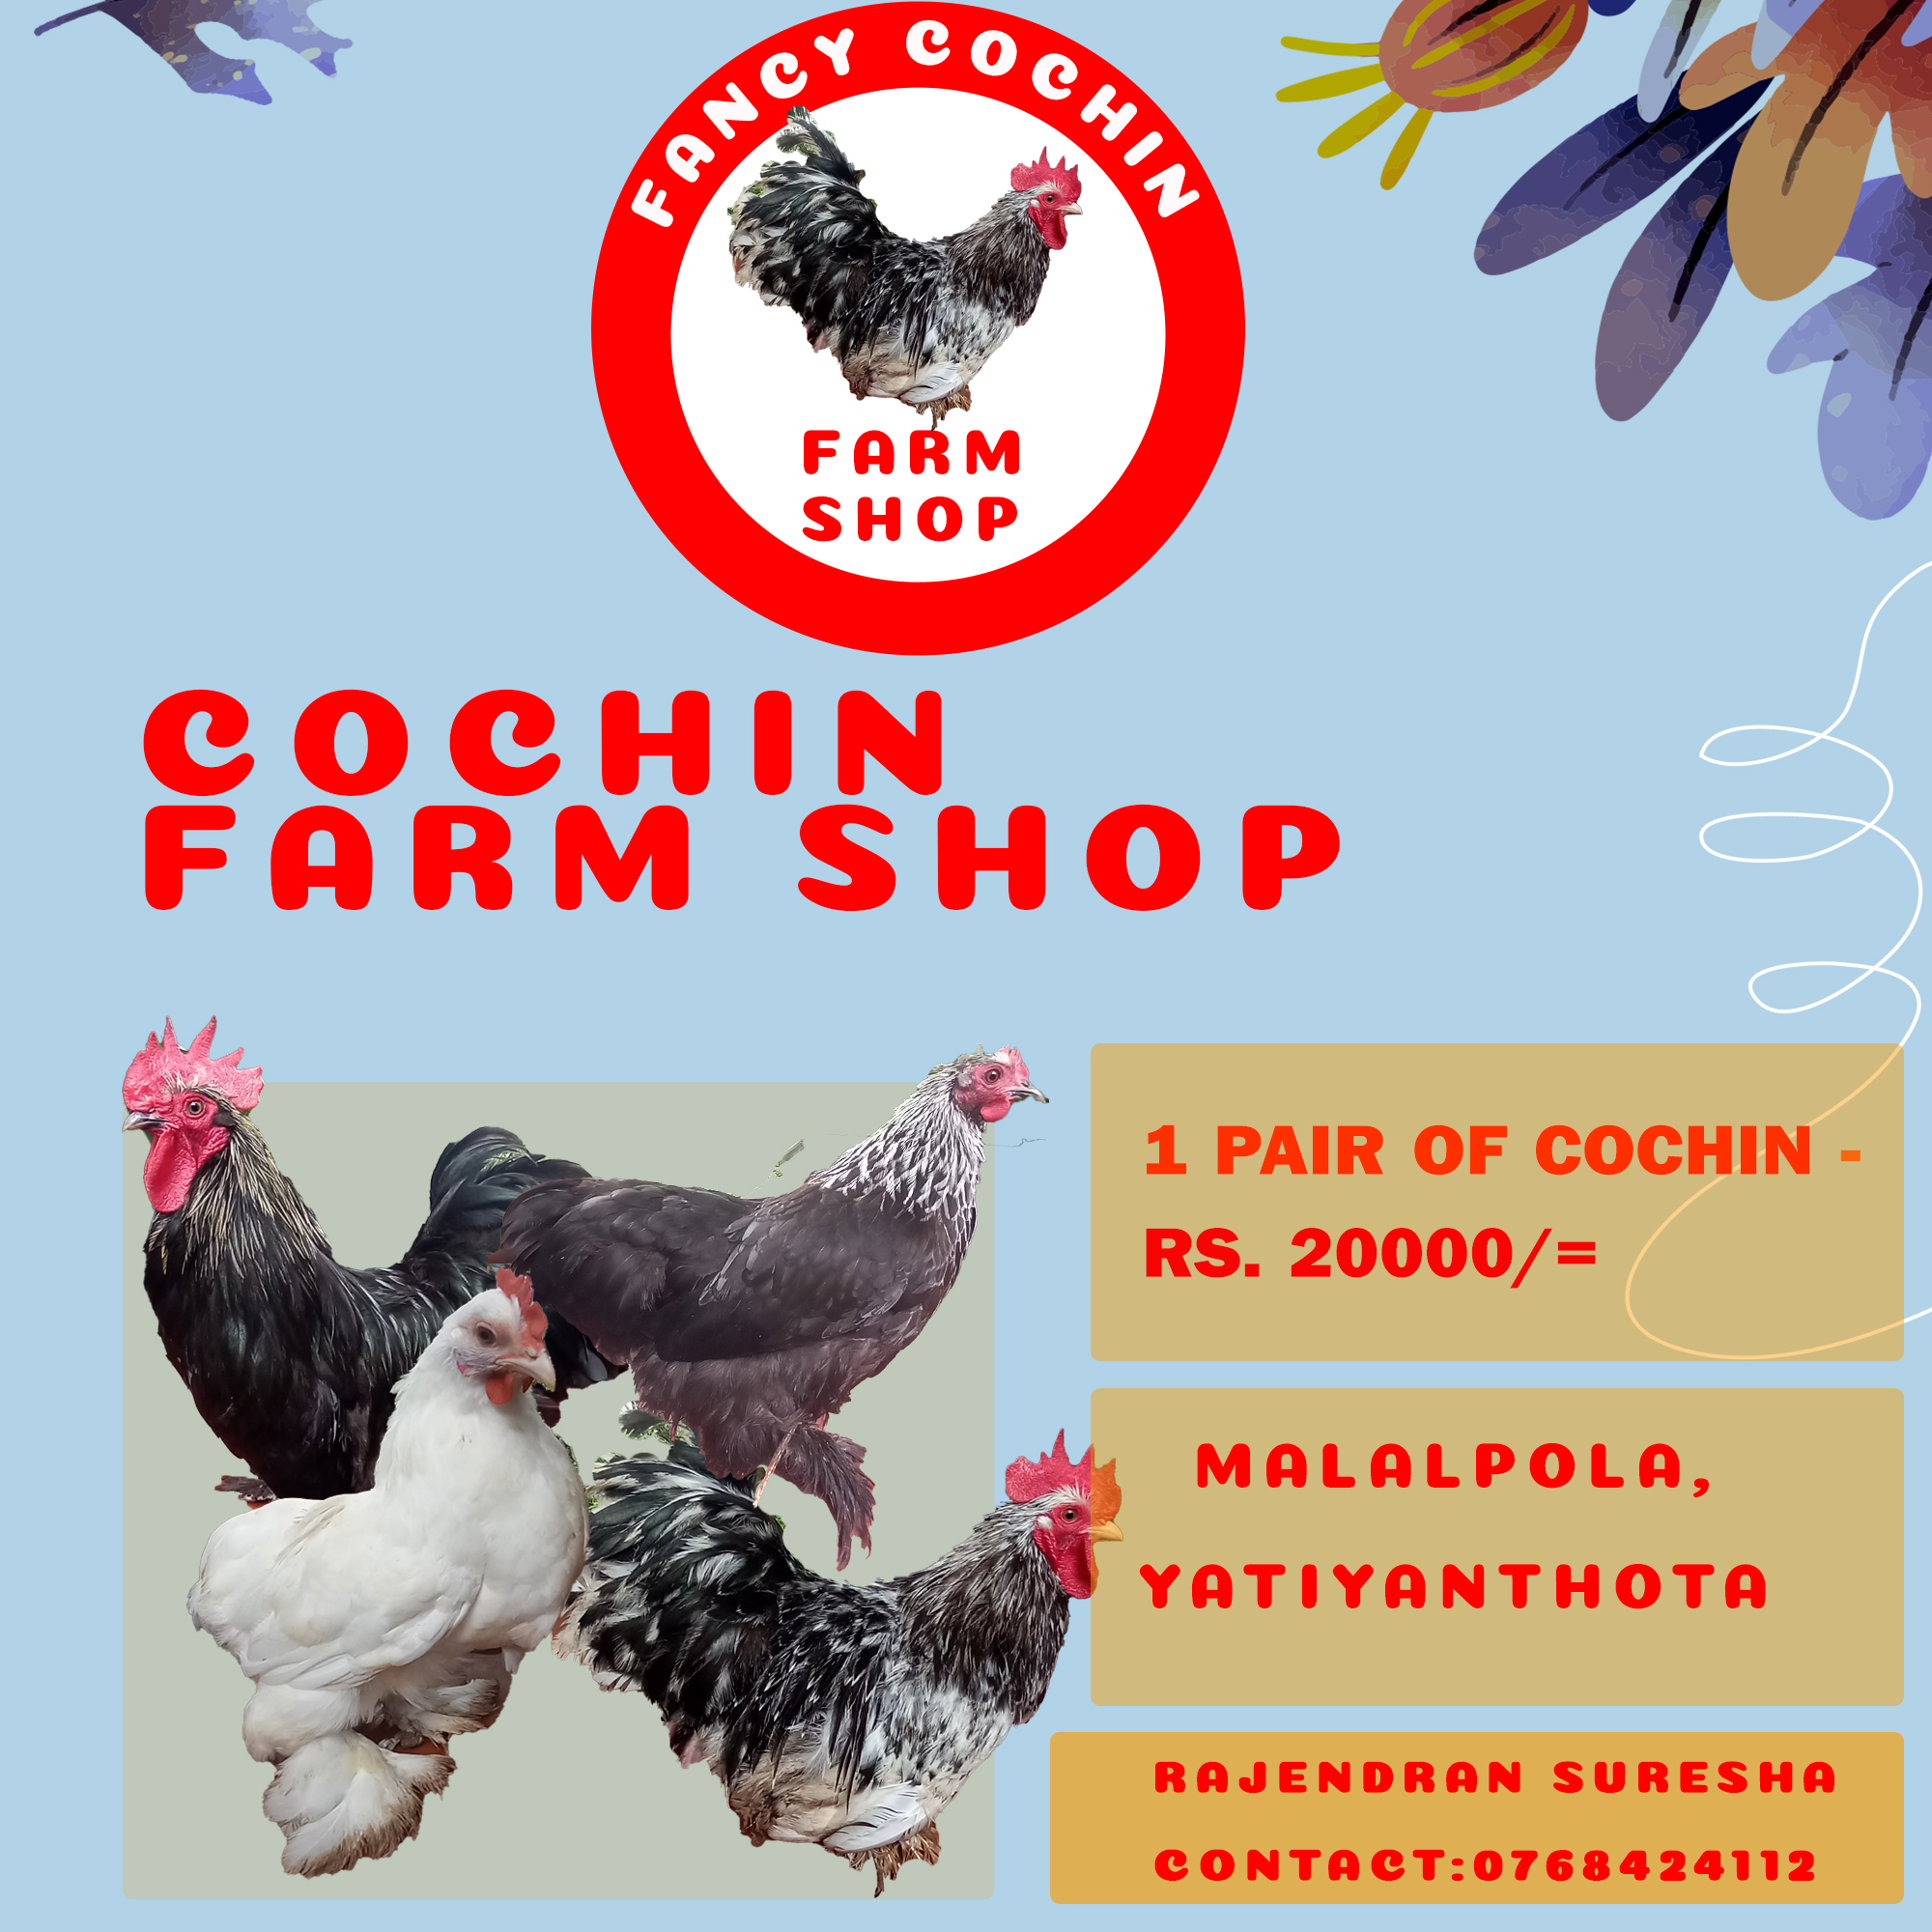 FANCY COCHIN
FARM
SHOP
COCHIN
FARM SHOP
1 PAIR OF COCHIN -
RS. 20000/=
MALALPOLA,
YATIYANTHOTA
RAJENDRAN SURESHA
CONTACT:0768424112